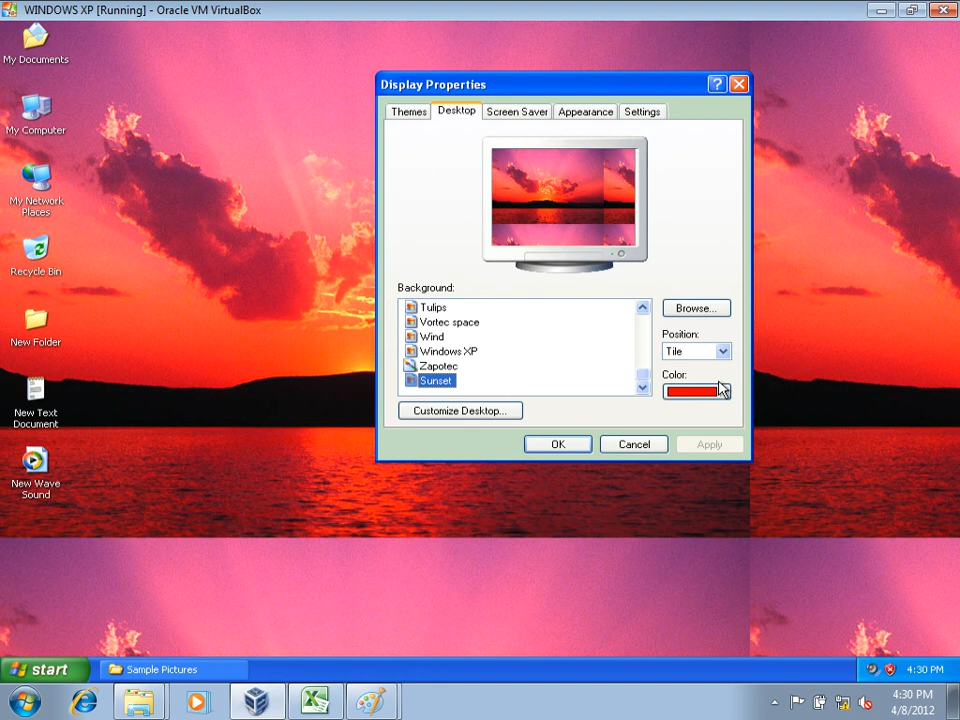 WINDOWS XP [Running] - Oracle VM VirtualBox
My Documents
My Computer
My Network
Places
Recycle Bin
New Folder
New Text
Document
New Wave
Sound
Display Properties
Themes
Desktop
Screen Saver
Appearance
Settings
Background:
Tulips
Vortec space
Wind
Windows XP
Zapotec
Sunset
Browse...
Position:
Tile
Color:
Customize Desktop...
OK
Cancel
Apply
start
Sample Pictures
4:30 PM
4:30 PM
4/8/2012